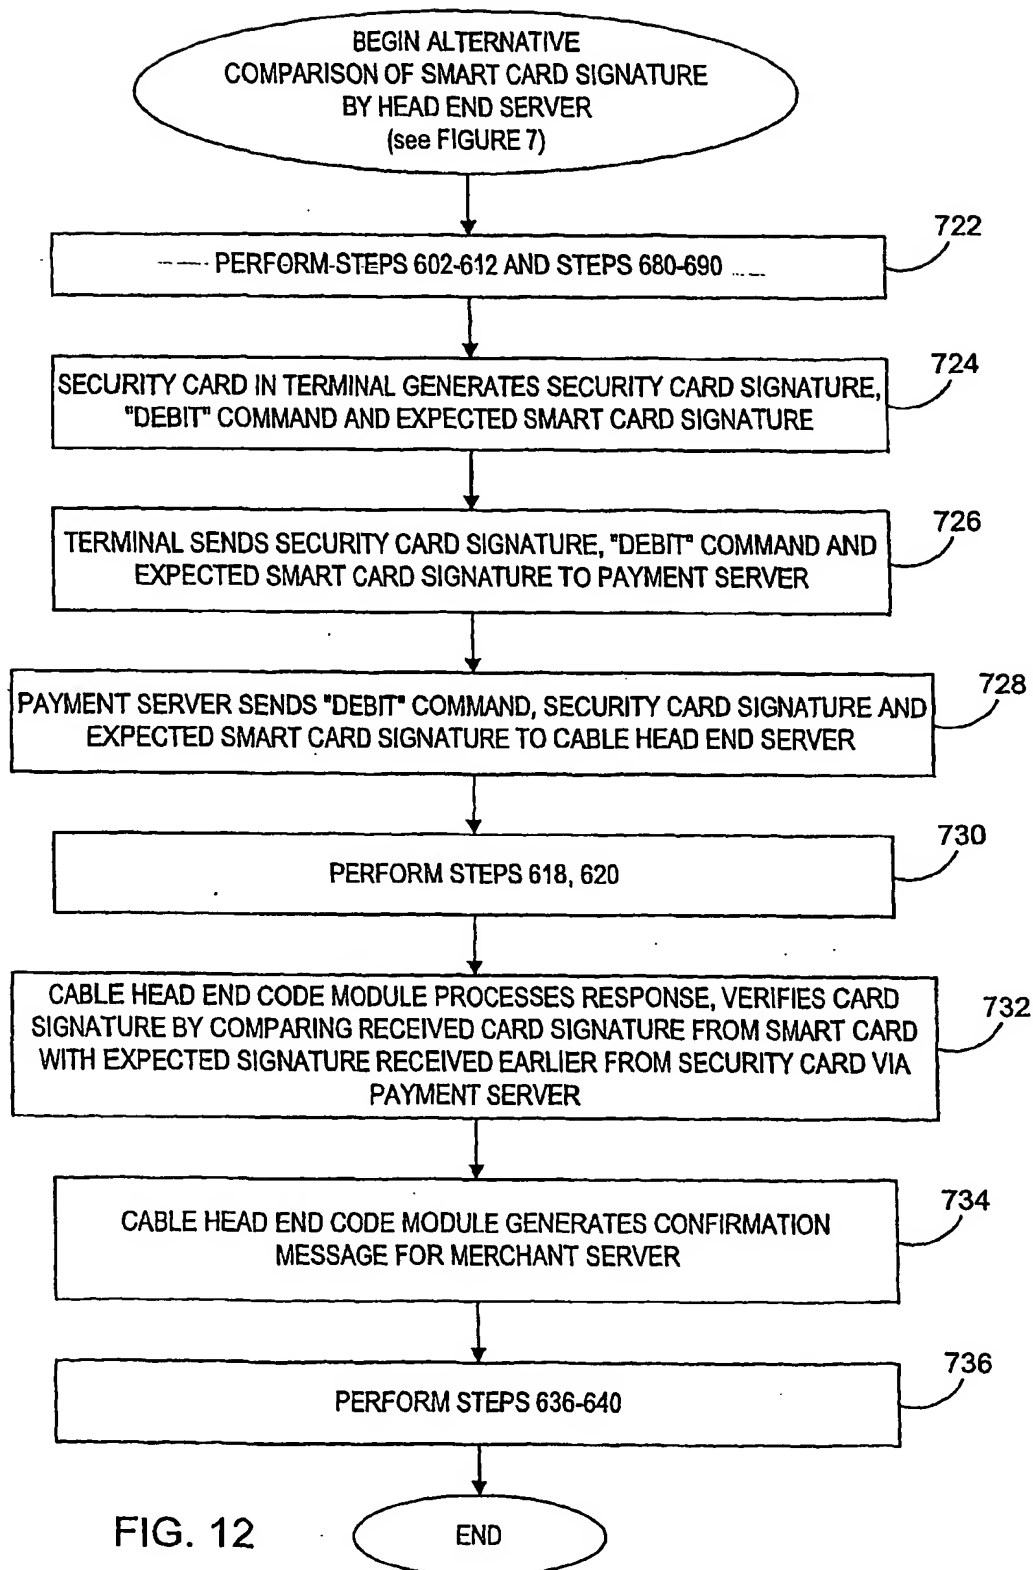 BEGIN ALTERNATIVE
COMPARISON OF SMART CARD SIGNATURE
BY HEAD END SERVER
(see FIGURE 7)
722
PERFORM STEPS 602-612 AND STEPS 680-690
724
SECURITY CARD IN TERMINAL GENERATES SECURITY CARD SIGNATURE,
"DEBIT" COMMAND AND EXPECTED SMART CARD SIGNATURE
726
TERMINAL SENDS SECURITY CARD SIGNATURE, "DEBIT" COMMAND AND
EXPECTED SMART CARD SIGNATURE TO PAYMENT SERVER
728
PAYMENT SERVER SENDS "DEBIT" COMMAND, SECURITY CARD SIGNATURE AND
EXPECTED SMART CARD SIGNATURE TO CABLE HEAD END SERVER
730
PERFORM STEPS 618, 620
732
CABLE HEAD END CODE MODULE PROCESSES RESPONSE, VERIFIES CARD
SIGNATURE BY COMPARING RECEIVED CARD SIGNATURE FROM SMART CARD
WITH EXPECTED SIGNATURE RECEIVED EARLIER FROM SECURITY CARD VIA
PAYMENT SERVER
734
CABLE HEAD END CODE MODULE GENERATES CONFIRMATION
MESSAGE FOR MERCHANT SERVER
736
PERFORM STEPS 636-640
END
FIG. 12